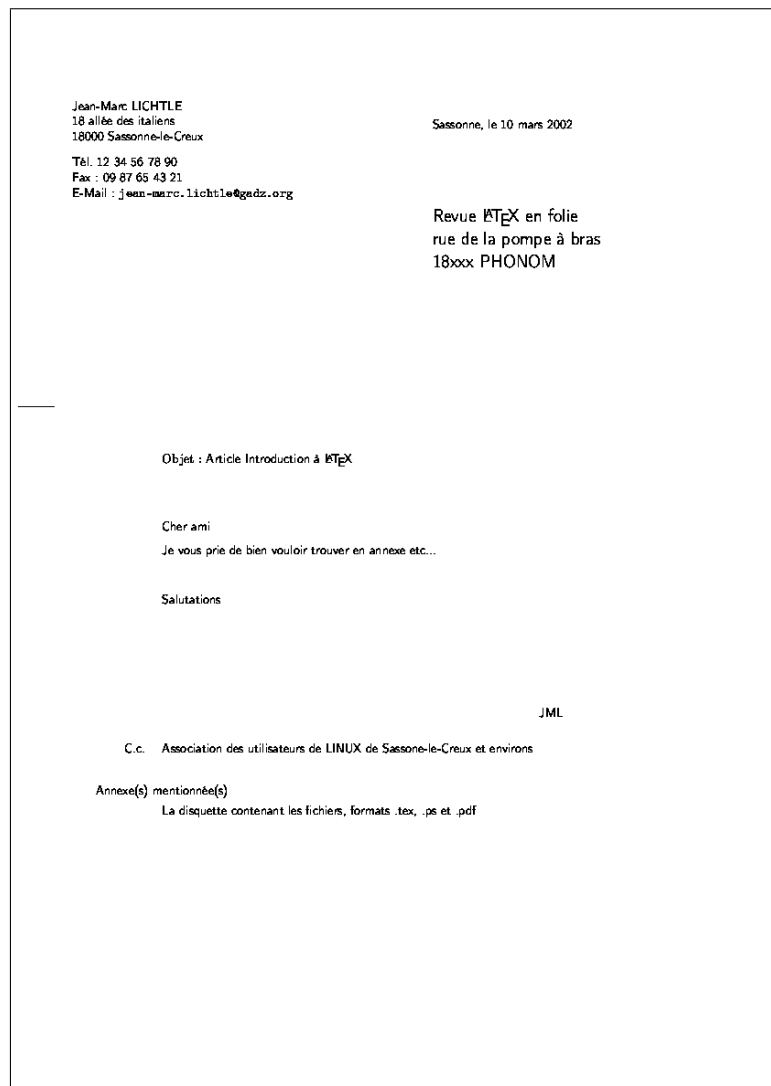 Jean-Marc LICHTLE
18 allée des italiens
18000 Sassonne-le-Creux
Tél. 12 34 56 78 90
Fax : 09 87 65 43 21
E-Mail : jean-marc.lichtle@gadz.org
Sassonne, le 10 mars 2002
Revue LATEX en folie
rue de la pompe à bras
18xxx PHONOM
Objet : Article Introduction à LATEX
Cher ami
Je vous prie de bien vouloir trouver en annexe etc...
Salutations
JML
C.c. Association des utilisateurs de LINUX de Sassone-le-Creux et environs
Annexe(s) mentionnée(s)
La disquette contenant les fichiers, formats .tex, .ps et .pdf